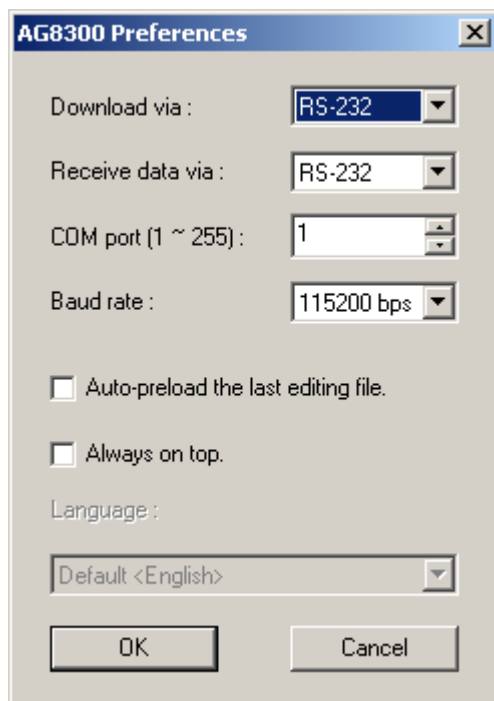 AG8300 Preferences
Download via : RS-232
Receive data via : RS-232
COM port (1 ~ 255) : 1
Baud rate : 115200 bps
Auto-preload the last editing file.
Always on top.
Language :
Default <English>
OK Cancel